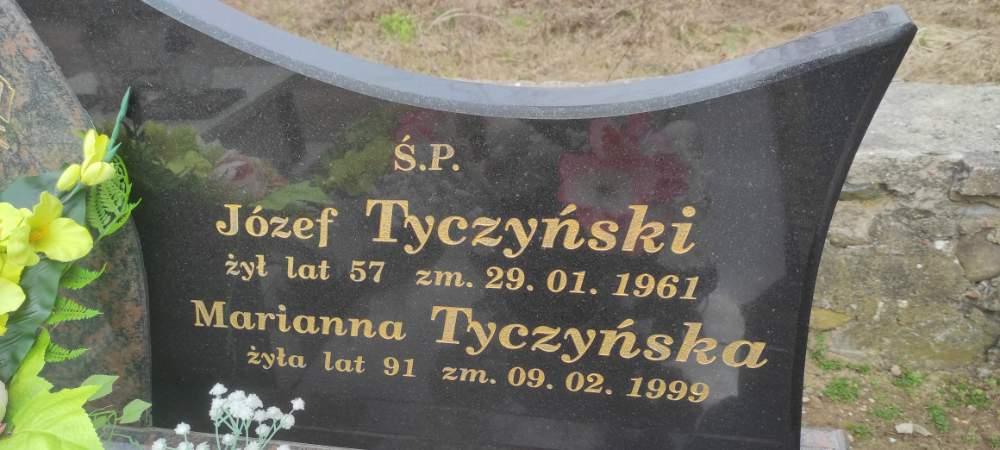 Ś.P.
Józef Tyczyński
żył lat 57 zm. 29. 01. 1961
Marianna Tyczyńska
żyła lat 91 zm. 09. 02. 1999